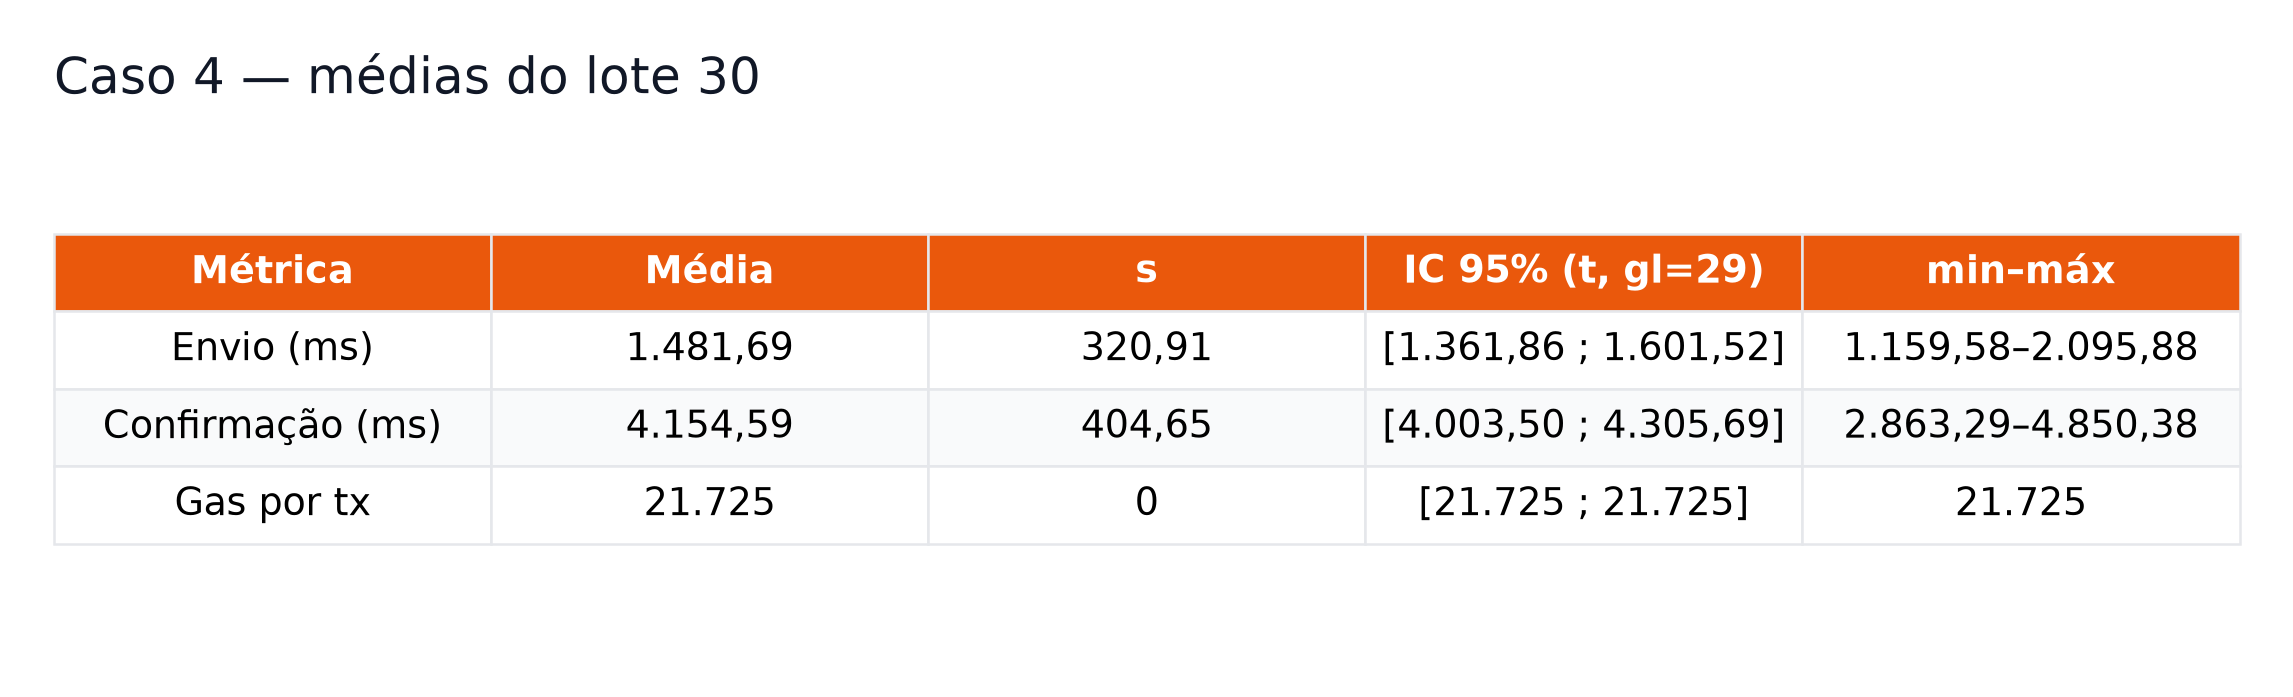 Caso 4 — médias do lote 30
Métrica Média s IC 95% (t, gl=29) min–máx
Envio (ms) 1.481,69 320,91 [1.361,86 ; 1.601,52] 1.159,58–2.095,88
Confirmação (ms) 4.154,59 404,65 [4.003,50 ; 4.305,69] 2.863,29–4.850,38
Gas por tx 21.725 0 [21.725 ; 21.725] 21.725